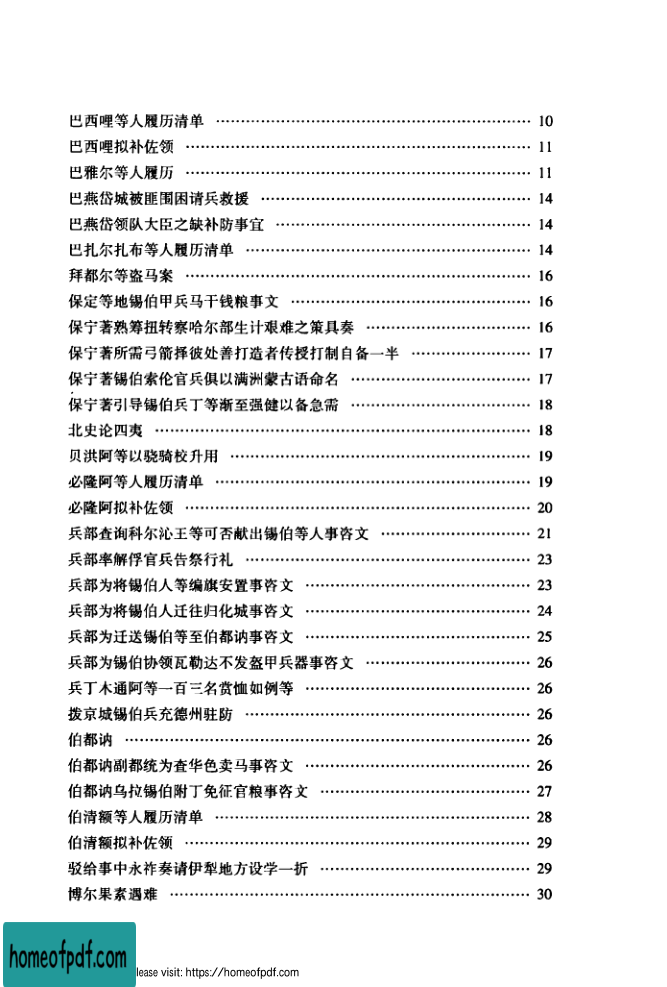 巴西哩等人履历清单 …… 10
巴西哩拟补佐领 …… 11
巴雅尔等人履历 …… 11
巴燕岱城被匪围困请兵救援 …… 14
巴燕岱领队大臣之缺补防事宜 …… 14
巴扎尔扎布等人履历清单 …… 14
拜都尔等盗马案 …… 16
保定等地锡伯甲兵马干钱粮事文 …… 16
保宁著熟筹扭转察哈尔部生计艰难之策具奏 …… 16
保宁著所需弓箭择彼处善打造者传授打制自备一半 …… 17
保宁著锡伯索伦官兵俱以满洲蒙古语命名 …… 17
保宁著引导锡伯兵丁等渐至强健以备急需 …… 18
北史论四夷 …… 18
贝洪阿等以骁骑校升用 …… 19
必隆阿等人履历清单 …… 19
必隆阿拟补佐领 …… 20
兵部查询科尔沁王等可否献出锡伯等人事咨文 …… 21
兵部率解俘官兵告祭行礼 …… 23
兵部为将锡伯人等编旗安置事咨文 …… 23
兵部为将锡伯人迁往归化城事咨文 …… 24
兵部为迁送锡伯等至伯都讷事咨文 …… 25
兵部为锡伯协领瓦勒达不发盔甲兵器事咨文 …… 26
兵丁木通阿等一百三名赏恤如例等 …… 26
拨京城锡伯兵充德州驻防 …… 26
伯都讷 …… 26
伯都讷副都统为查华色卖马事咨文 …… 26
伯都讷乌拉锡伯附丁免征官粮事咨文 …… 27
伯清额等人履历清单 …… 28
伯清额拟补佐领 …… 29
驳给事中永祚奏请伊犁地方设学一折 …… 29
博尔果素遇难 …… 30
homeofpdf.com
lease visit: https://homeofpdf.com